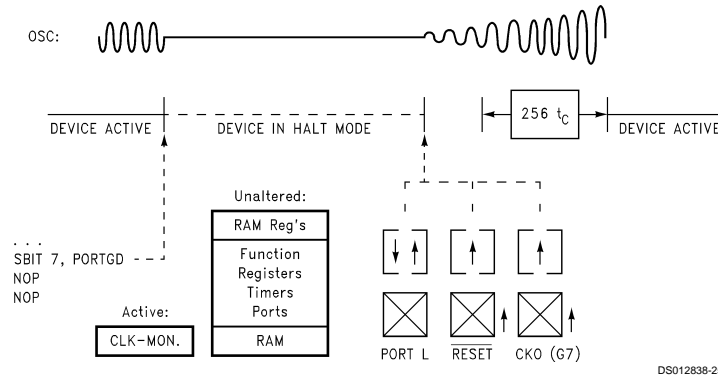 OSC:
256 tC
DEVICE ACTIVE
DEVICE IN HALT MODE
DEVICE ACTIVE
Unaltered:
RAM Reg's
. . .
SBIT 7, PORTGD
NOP
NOP
Function
Registers
Timers
Ports
Active:
CLK-MON.
RAM
PORT L
RESET
CKO (G7)
DS012838-2